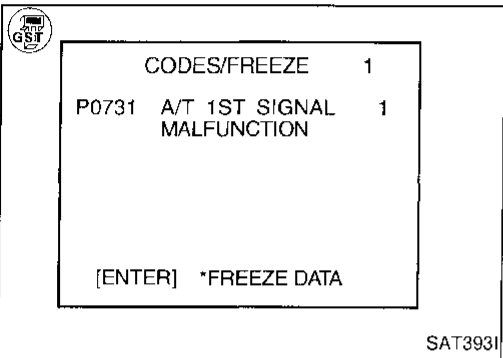 GST
CODES/FREEZE 1
P0731 A/T 1ST SIGNAL 1
MALFUNCTION
[ENTER] *FREEZE DATA
SAT393I